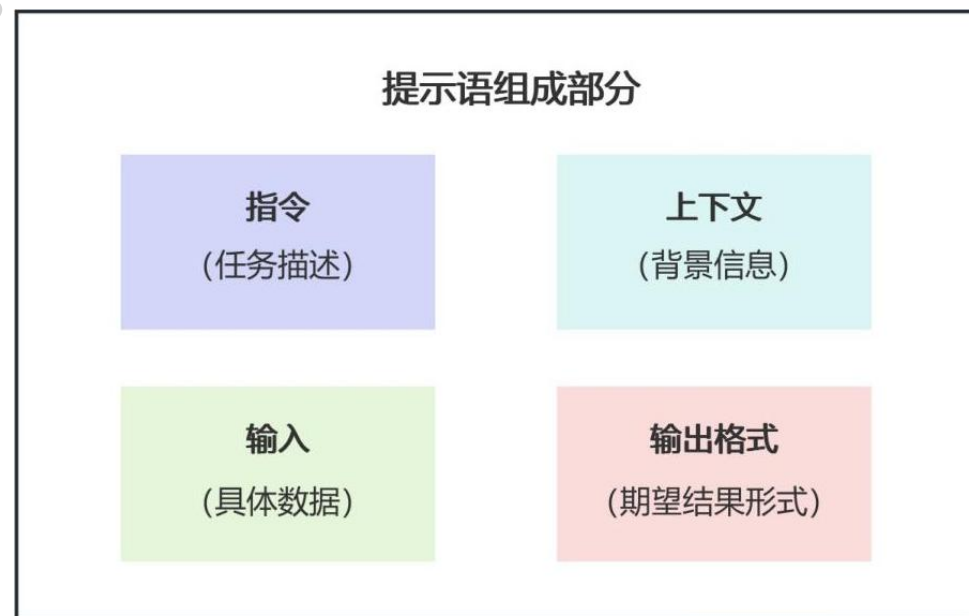 提示语组成部分
指令
(任务描述)
上下文
(背景信息)
输入
(具体数据)
输出格式
(期望结果形式)